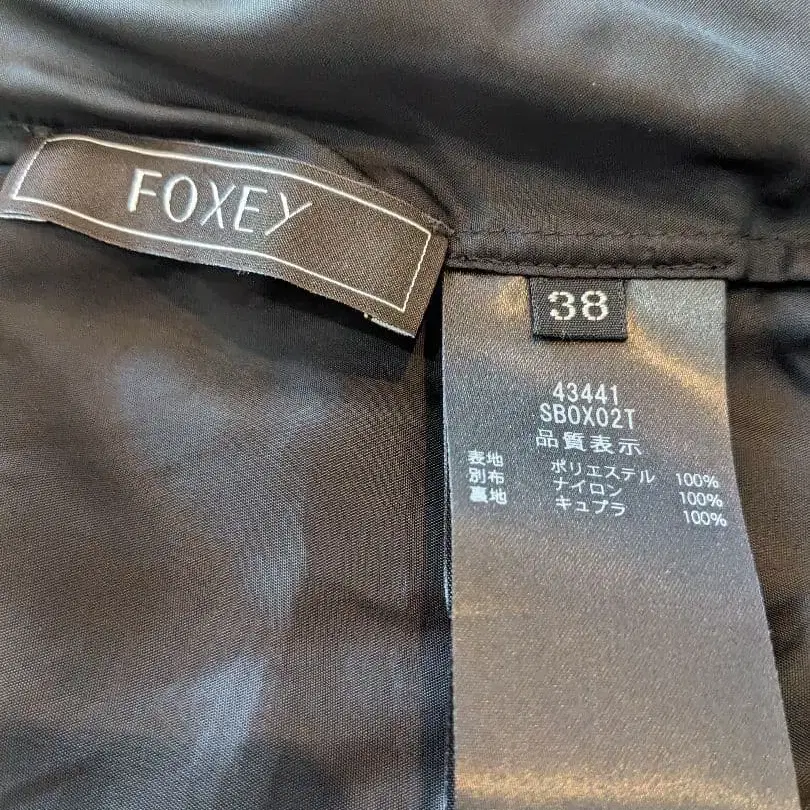 FOXEY
38
43441
SBOX02T
品質表示
表地 ポリエステル 100%
別布 ナイロン 100%
裏地 キュプラ 100%